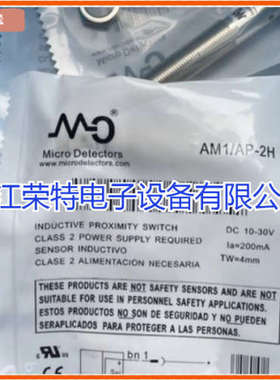 Micro Detectors
www.microdetectors.com
AM1/AP-2H
江荣特电子设备有限公
INDUCTIVE PROXIMITY SWITCH
CLASS 2 POWER SUPPLY REQUIRED
SENSOR INDUCTIVO
CLASS 2 ALIMENTACION NECESARIA
DC 10-30V
Ia=200mA
TW=4mm
THESE PRODUCTS ARE NOT SAFETY SENSORS AND ARE NOT
SUITABLE FOR USE IN PERSONNEL SAFETY APPLICATIONS.
ESTOS PRODUCTOS NO SON DE SEGURIDAD Y NO PUEDEN
SERAPLICADOS PARA PROTEGER A LAS PERSONAS.
CE
bn 1